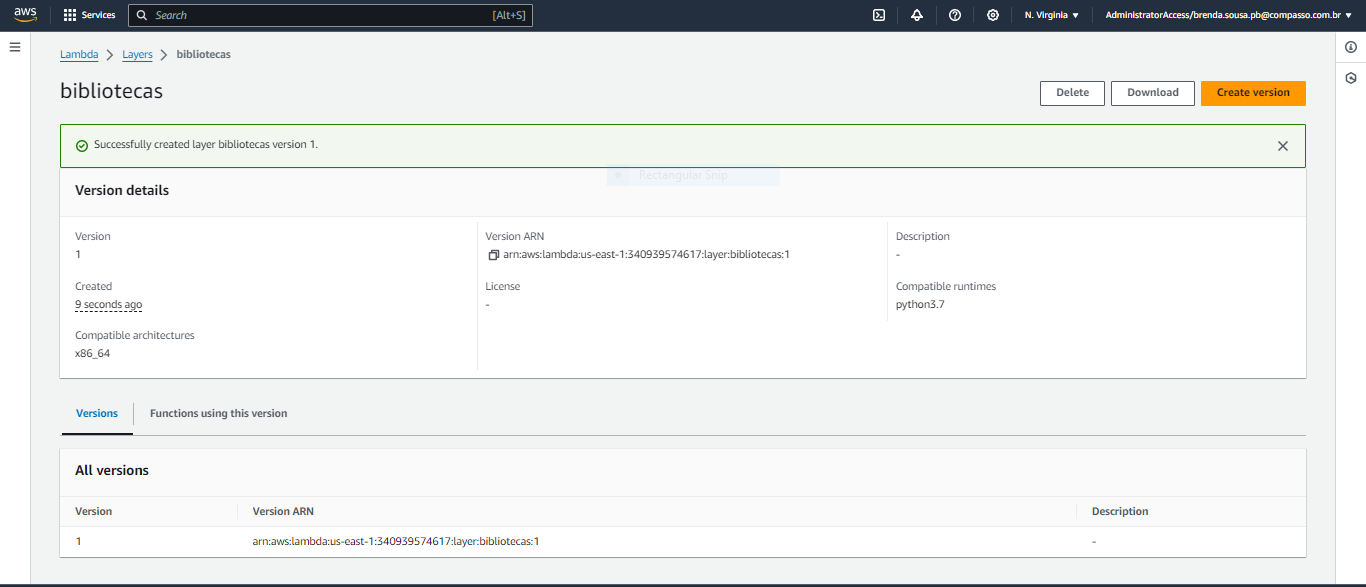 aws Services Search [Alt+S] N. Virginia ▼ AdministratorAccess/brenda.sousa.pb@compasso.com.br ▼
Lambda > Layers > bibliotecas
bibliotecas
Delete Download Create version
Successfully created layer bibliotecas version 1.
Rectangular Snip
Version details
Version Version ARN Description
1 arn:aws:lambda:us-east-1:340939574617:layer:bibliotecas:1 -
Created License Compatible runtimes
9 seconds ago - python3.7
Compatible architectures
x86_64
Versions Functions using this version
All versions
Version Version ARN Description
1 arn:aws:lambda:us-east-1:340939574617:layer:bibliotecas:1 -